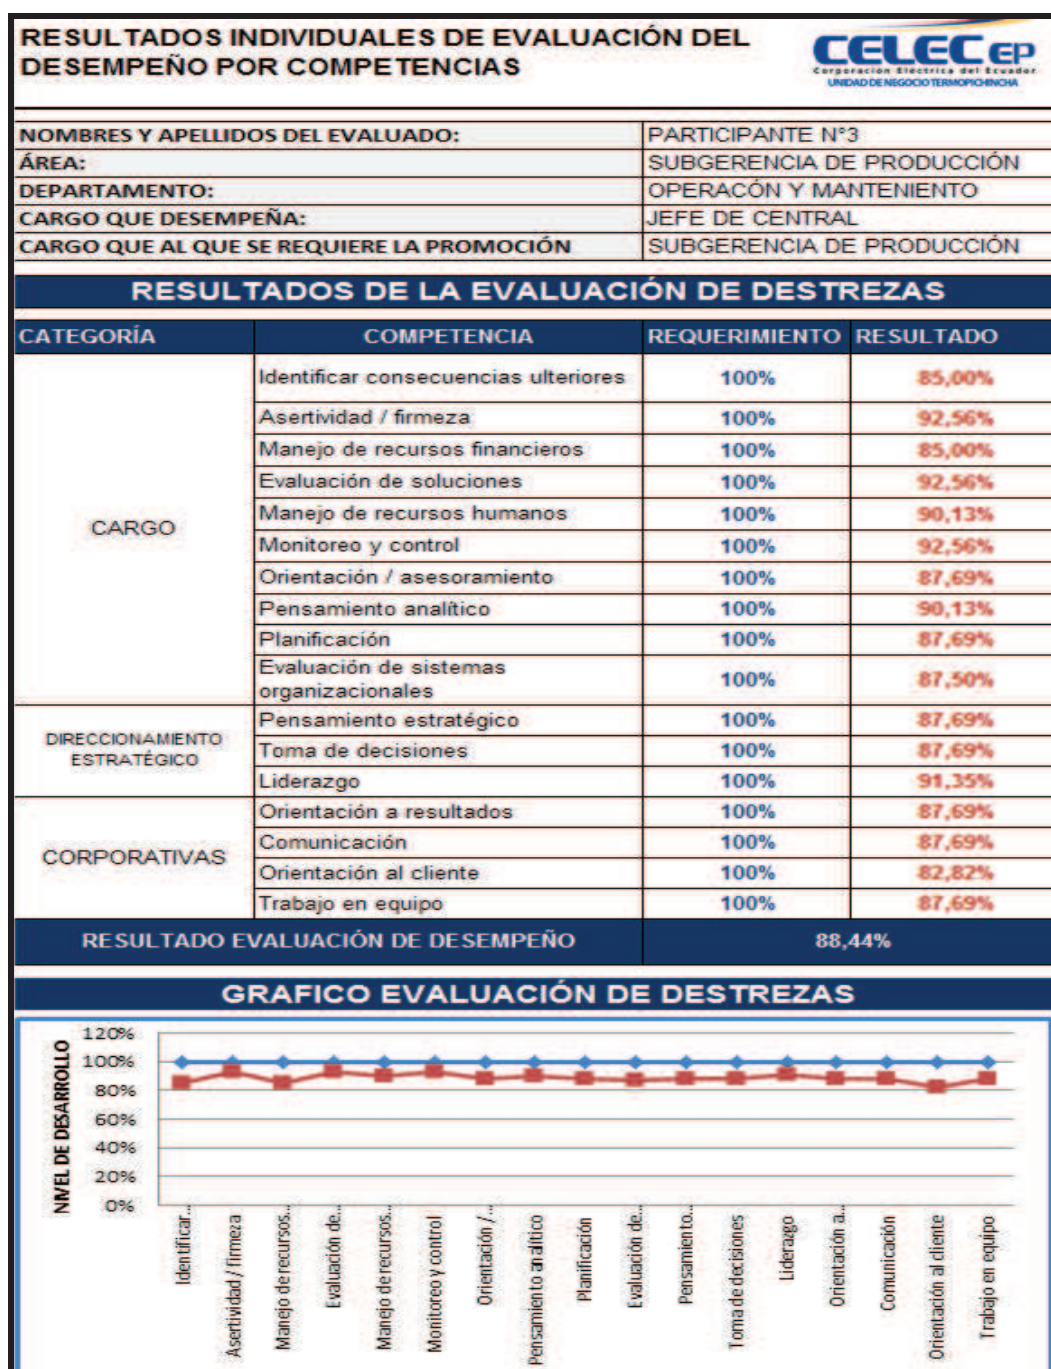 RESULTADOS INDIVIDUALES DE EVALUACIÓN DEL
DESEMPEÑO POR COMPETENCIAS
CELEC EP
Corporación Eléctrica del Ecuador
UNIDAD DE NEGOCIO TERMOPICHINCHA
NOMBRES Y APELLIDOS DEL EVALUADO: PARTICIPANTE N°3
ÁREA: SUBGERENCIA DE PRODUCCIÓN
DEPARTAMENTO: OPERACÓN Y MANTENIENTO
CARGO QUE DESEMPEÑA: JEFE DE CENTRAL
CARGO QUE AL QUE SE REQUIERE LA PROMOCIÓN SUBGERENCIA DE PRODUCCIÓN
RESULTADOS DE LA EVALUACIÓN DE DESTREZAS
CATEGORÍA COMPETENCIA REQUERIMIENTO RESULTADO
CARGO
Identificar consecuencias ulteriores 100% 85,00%
Asertividad / firmeza 100% 92,56%
Manejo de recursos financieros 100% 85,00%
Evaluación de soluciones 100% 92,56%
Manejo de recursos humanos 100% 90,13%
Monitoreo y control 100% 92,56%
Orientación / asesoramiento 100% 87,69%
Pensamiento analítico 100% 90,13%
Planificación 100% 87,69%
Evaluación de sistemas
organizacionales 100% 87,50%
DIRECCIONAMIENTO
ESTRATÉGICO
Pensamiento estratégico 100% 87,69%
Toma de decisiones 100% 87,69%
Liderazgo 100% 91,35%
CORPORATIVAS
Orientación a resultados 100% 87,69%
Comunicación 100% 87,69%
Orientación al cliente 100% 82,82%
Trabajo en equipo 100% 87,69%
RESULTADO EVALUACIÓN DE DESEMPEÑO 88,44%
GRAFICO EVALUACIÓN DE DESTREZAS
NIVEL DE DESARROLLO
120%
100%
80%
60%
40%
20%
0%
Identificar...
Asertividad / firmeza
Manejo de recursos...
Evaluación de...
Manejo de recursos...
Monitoreo y control
Orientación /...
Pensamiento analítico
Planificación
Evaluación de...
Pensamiento...
Toma de decisiones
Liderazgo
Orientación a...
Comunicación
Orientación al cliente
Trabajo en equipo